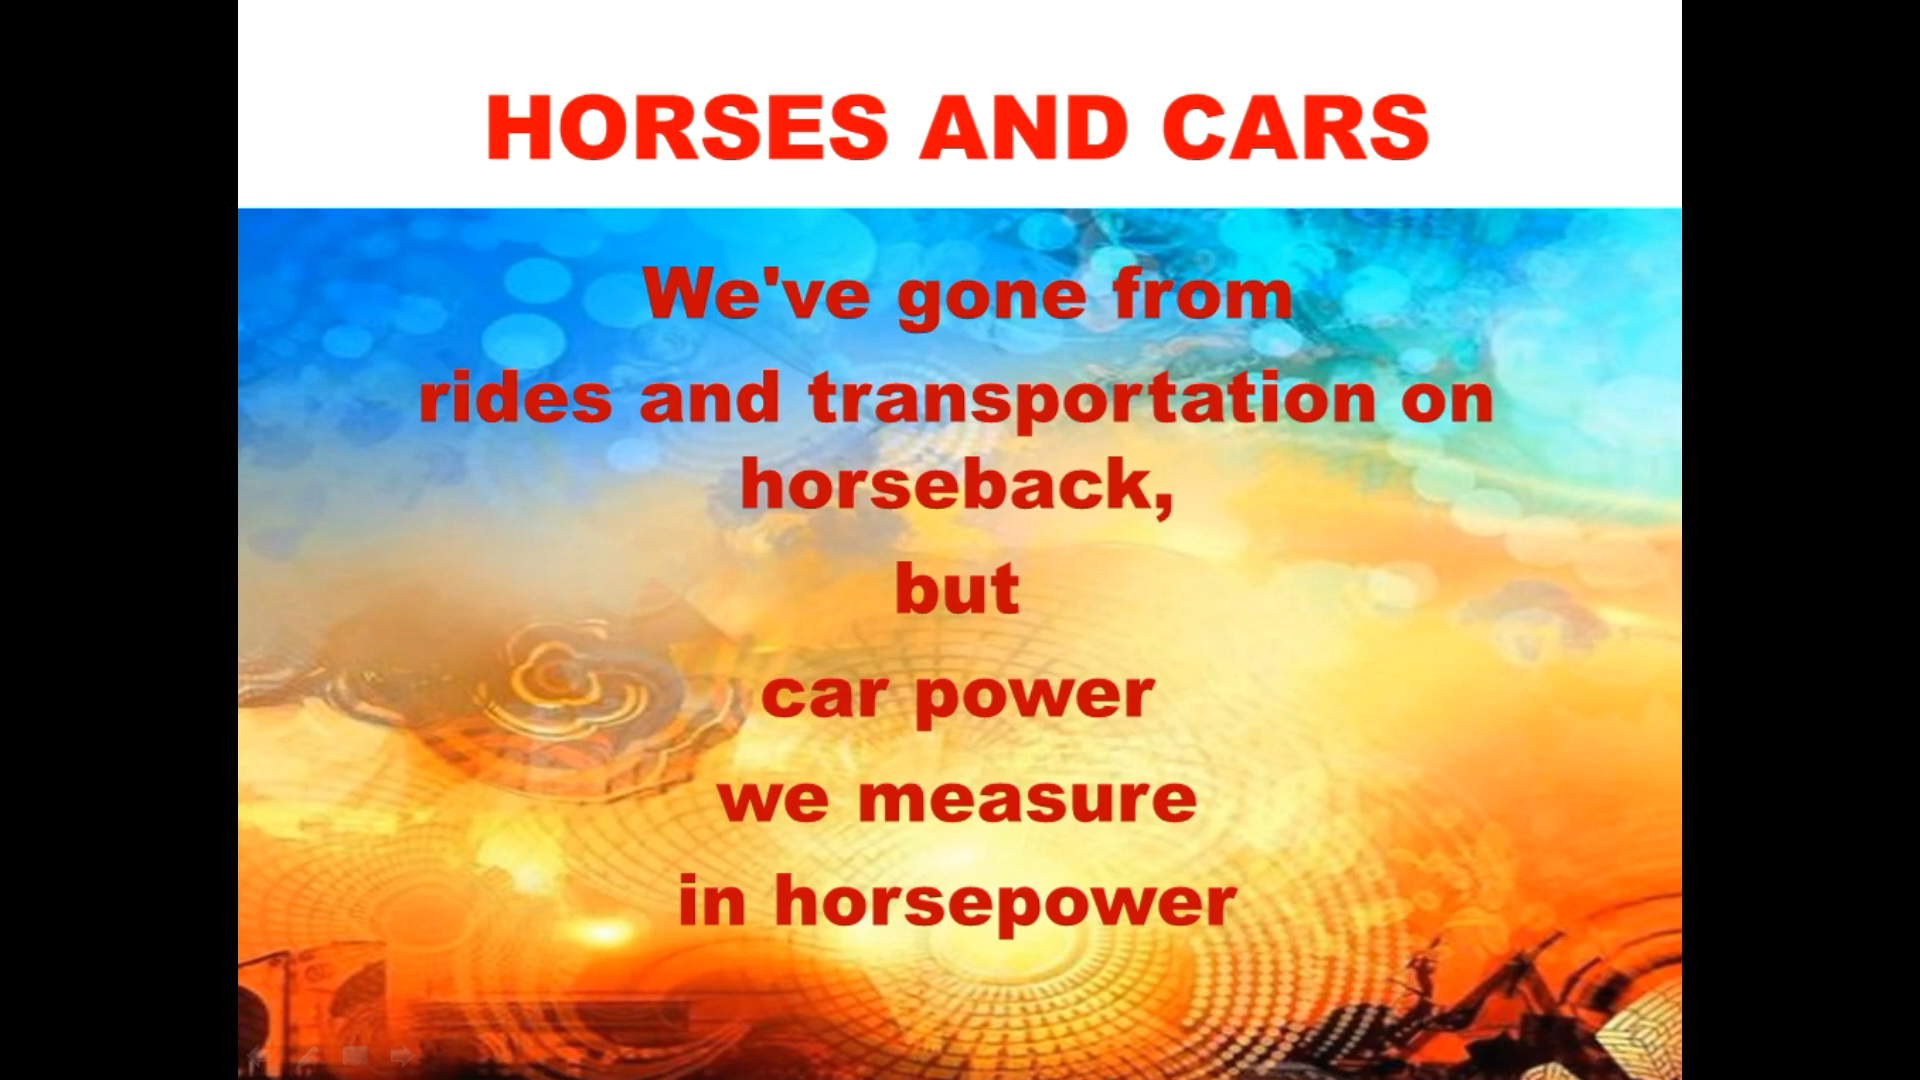 HORSES AND CARS
We've gone from
rides and transportation on
horseback,
but
car power
we measure
in horsepower